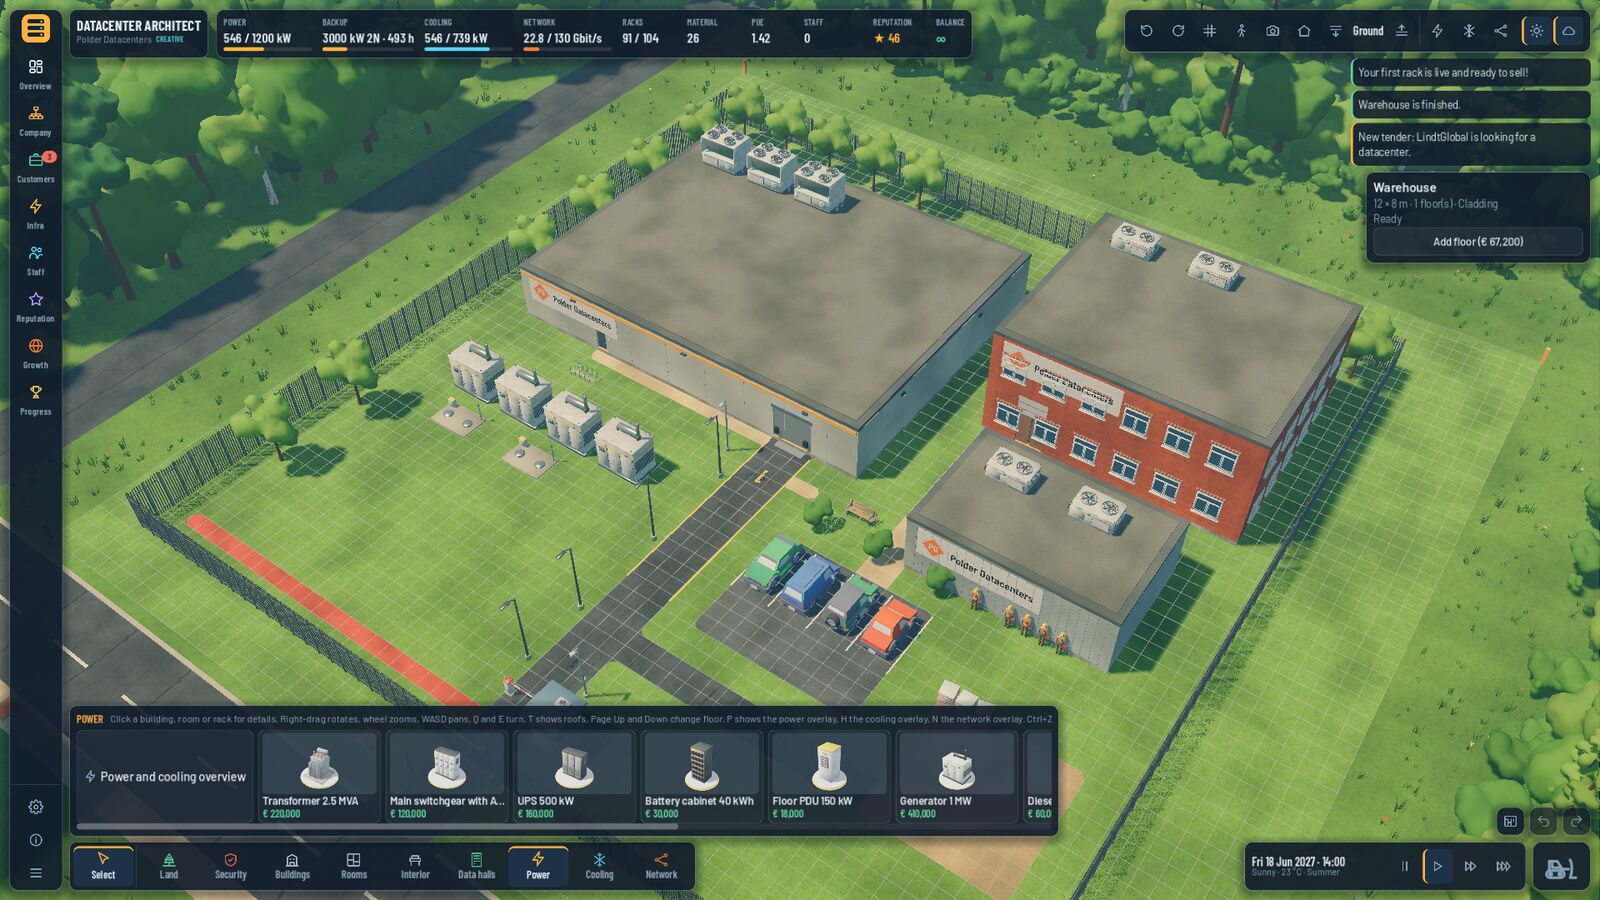 DATACENTER ARCHITECT
Polder Datacenters CREATIVE
POWER
546 / 1200 kW
BACKUP
3000 kW 2N · 493 h
COOLING
546 / 739 kW
NETWORK
22.8 / 130 Gbit/s
RACKS
91 / 104
MATERIAL
26
PUE
1.42
STAFF
0
REPUTATION
★ 46
BALANCE
∞
Ground
Overview
Company
3
Customers
Infra
Staff
Reputation
Growth
Progress
Your first rack is live and ready to sell!
Warehouse is finished.
New tender: LindtGlobal is looking for a
datacenter.
Warehouse
12 × 8 m · 1 floor(s) · Cladding
Ready
Add floor (€ 67,200)
Polder Datacenters
Polder Datacenters
PD
Polder Datacenters
POWER Click a building, room or rack for details. Right-drag rotates, wheel zooms, WASD pans, Q and E turn. T shows roofs, Page Up and Down change floor. P shows the power overlay, H the cooling overlay, N the network overlay. Ctrl+Z
Power and cooling overview
Transformer 2.5 MVA
€ 220,000
Main switchgear with A...
€ 120,000
UPS 500 kW
€ 160,000
Battery cabinet 40 kWh
€ 30,000
Floor PDU 150 kW
€ 18,000
Generator 1 MW
€ 410,000
Diese
€ 60,0
Select
Land
Security
Buildings
Rooms
Interior
Data halls
Power
Cooling
Network
Fri 18 Jun 2027 · 14:00
Sunny · 23 °C · Summer